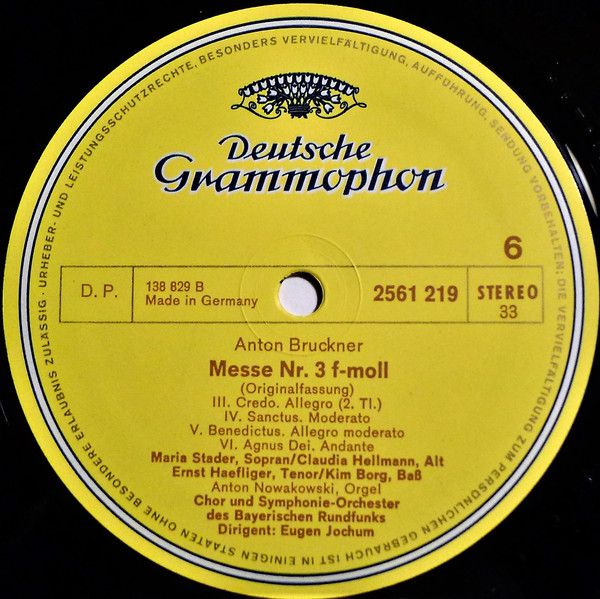 URHEBER- UND LEISTUNGSSCHUTZRECHTE, BESONDERS VERVIELFÄLTIGUNG, AUFFÜHRUNG, SENDUNG VORBEHALTEN; DIE VERVIELFÄLTIGUNG ZUM PERSÖNLICHEN GEBRAUCH IST IN EINIGEN STAATEN OHNE BESONDERE ERLAUBNIS ZULÄSSIG ·
Deutsche
Grammophon
6
D. P.
138 829 B
Made in Germany
2561 219
STEREO
33
Anton Bruckner
Messe Nr. 3 f-moll
(Originalfassung)
III. Credo. Allegro (2. Tl.)
IV. Sanctus. Moderato
V. Benedictus. Allegro moderato
VI. Agnus Dei. Andante
Maria Stader, Sopran/Claudia Hellmann, Alt
Ernst Haefliger, Tenor/Kim Borg, Baß
Anton Nowakowski, Orgel
Chor und Symphonie-Orchester
des Bayerischen Rundfunks
Dirigent: Eugen Jochum